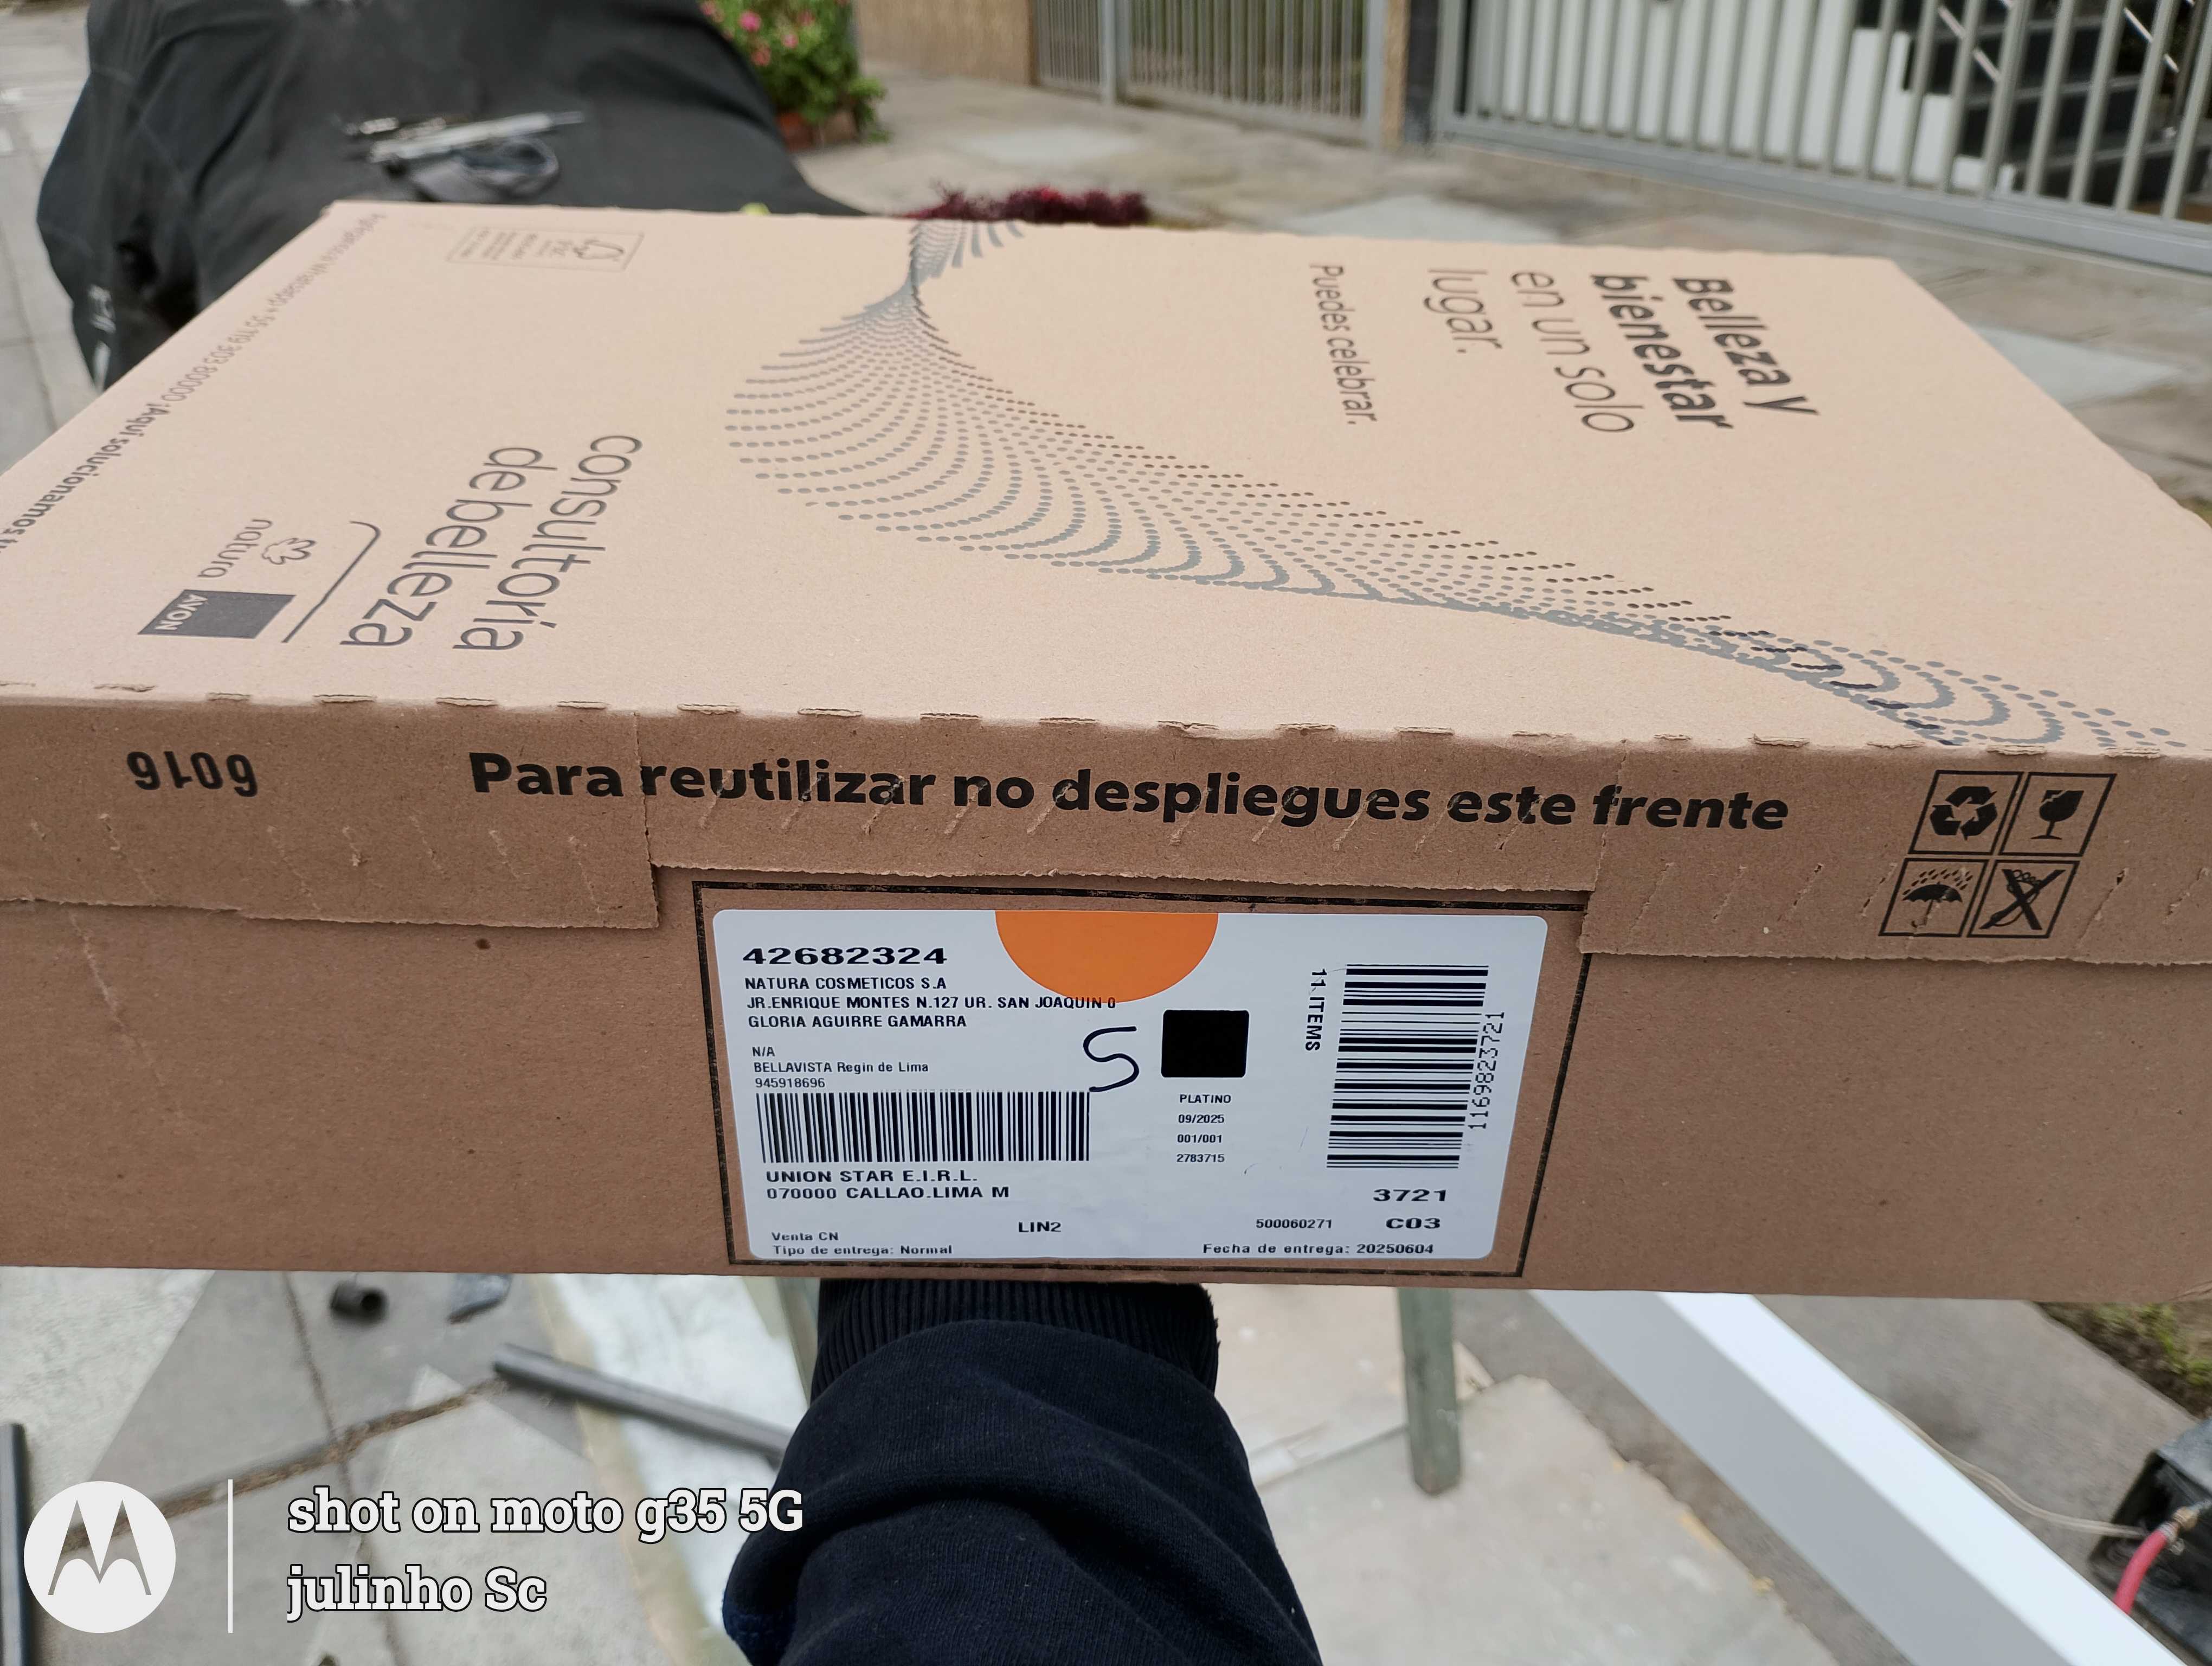 Belleza y
bienestar
en un solo
lugar.
Puedes celebrar.
consultoria
de belleza
natura
AVON
¡Aquí solucionamos
6016
Para reutilizar no despliegues este frente
42682324
NATURA COSMETICOS S.A
JR.ENRIQUE MONTES N.127 UR. SAN JOAQUIN 0
GLORIA AGUIRRE GAMARRA
N/A
BELLAVISTA Regin de Lima
945918696
S
UNION STAR E.I.R.L.
070000 CALLAO.LIMA M
Venta CN
Tipo de entrega: Normal
LIN2
PLATINO
09/2025
001/001
2783715
11 ITEMS
1169823721
3721
500060271 C03
Fecha de entrega: 20250604
shot on moto g35 5G
julinho Sc